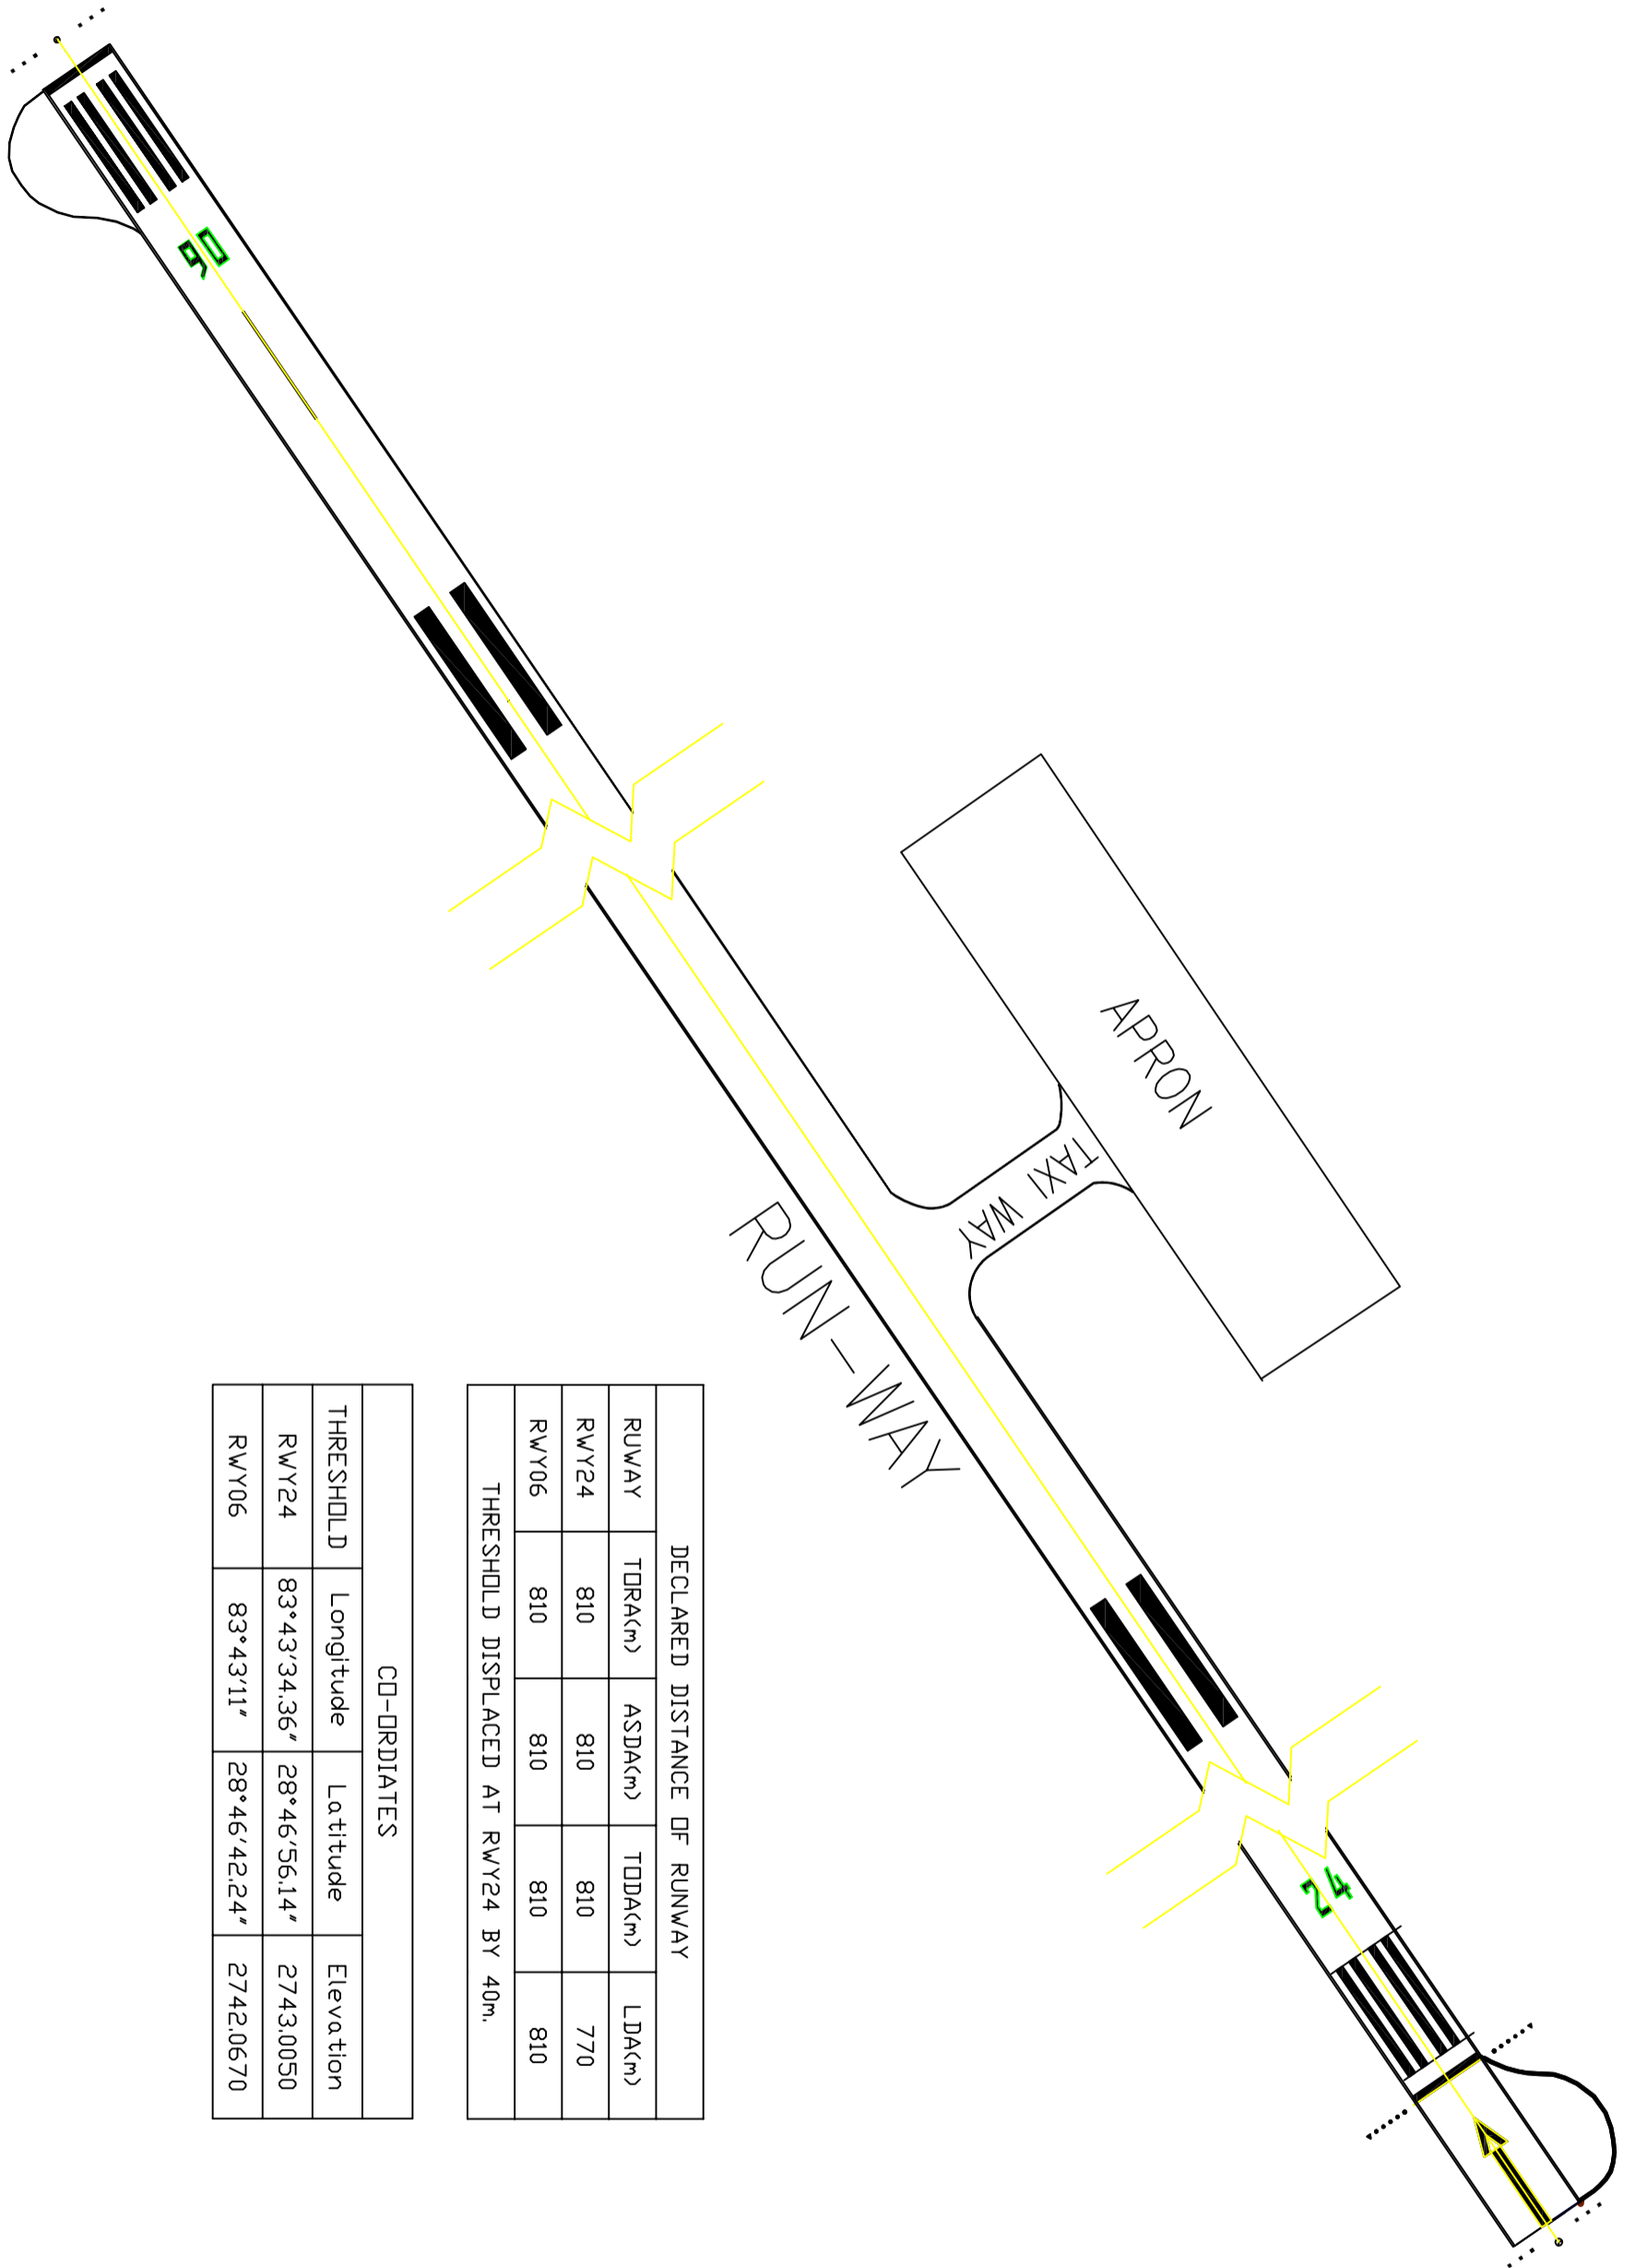 06
APRON
TAXI WAY
RUN-WAY
24
DECLARED DISTANCE OF RUNWAY
RUWAY TORA(m) ASDA(m) TODA(m) LDA(m)
RWY24 810 810 810 770
RWY06 810 810 810 810
THRESHOLD DISPLACED AT RWY24 BY 40m.
CO-ORDIATES
THRESHOLD Longitude Latitude Elevation
RWY24 83°43'34.36" 28°46'56.14" 2743.0050
RWY06 83°43'11" 28°46'42.24" 2742.0670